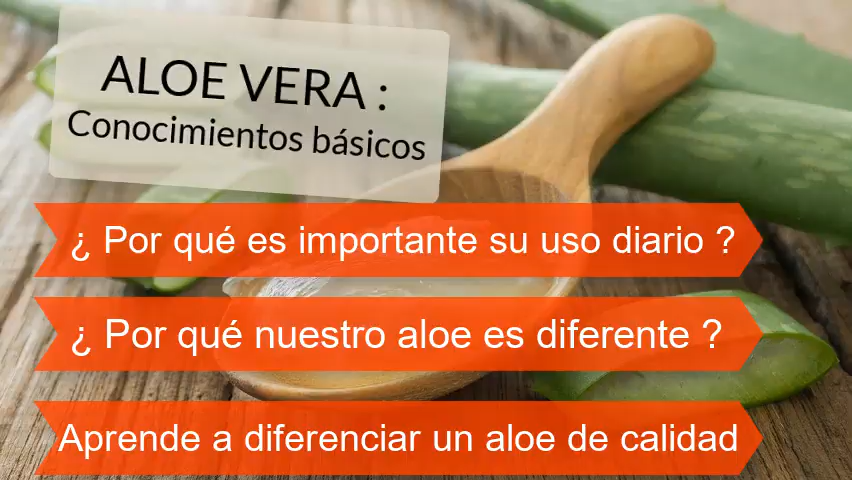 ALOE VERA :
Conocimientos básicos
¿ Por qué es importante su uso diario ?
¿ Por qué nuestro aloe es diferente ?
Aprende a diferenciar un aloe de calidad